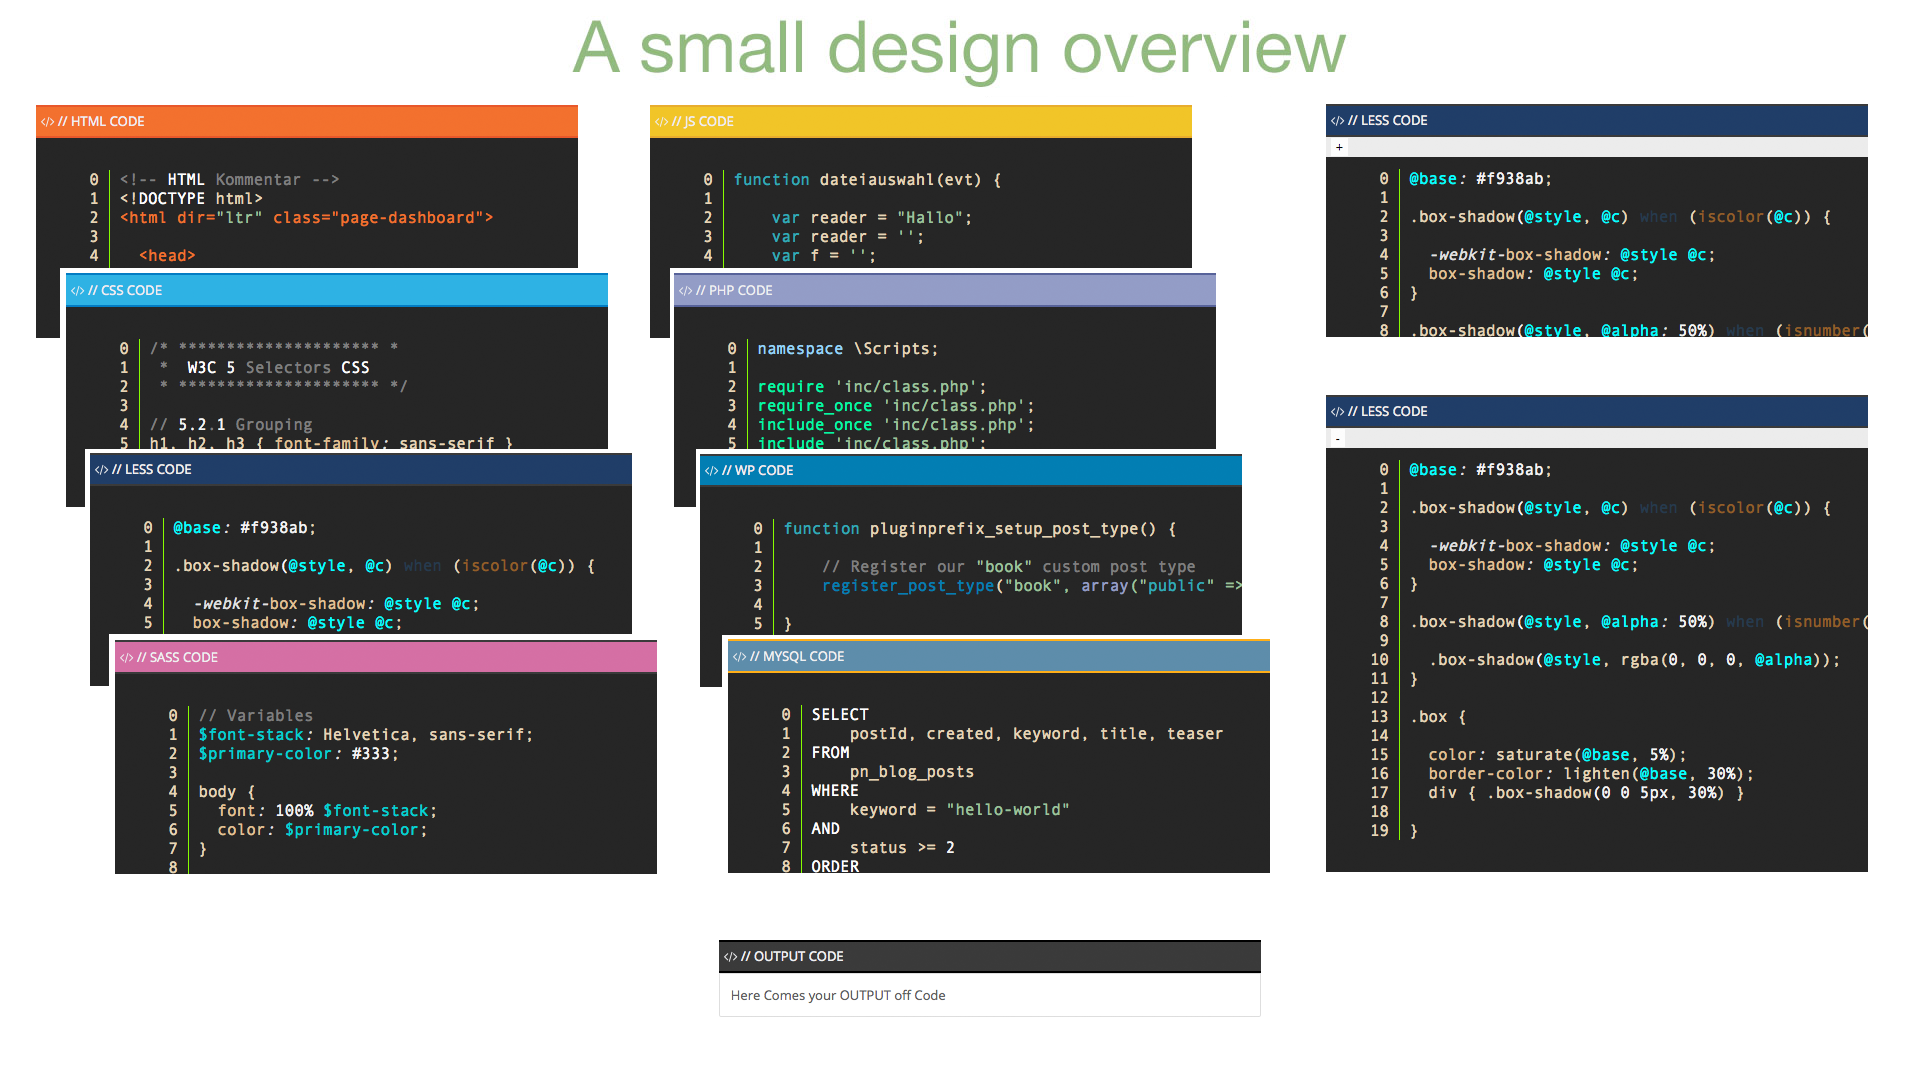 A small design overview
</> // HTML CODE
0 <!-- HTML Kommentar -->
1 <!DOCTYPE html>
2 <html dir="ltr" class="page-dashboard">
3
4 <head>
</> // CSS CODE
0 /* ********************* *
1 * W3C 5 Selectors CSS
2 * ********************* */
3
4 // 5.2.1 Grouping
5 h1, h2, h3 { font-family: sans-serif }
</> // LESS CODE
0 @base: #f938ab;
1
2 .box-shadow(@style, @c) when (iscolor(@c)) {
3
4 -webkit-box-shadow: @style @c;
5 box-shadow: @style @c;
</> // SASS CODE
0 // Variables
1 $font-stack: Helvetica, sans-serif;
2 $primary-color: #333;
3
4 body {
5 font: 100% $font-stack;
6 color: $primary-color;
7 }
8
</> // JS CODE
0 function dateiauswahl(evt) {
1
2 var reader = "Hallo";
3 var reader = '';
4 var f = '';
</> // PHP CODE
0 namespace \Scripts;
1
2 require 'inc/class.php';
3 require_once 'inc/class.php';
4 include_once 'inc/class.php';
5 include 'inc/class.php';
</> // WP CODE
0 function pluginprefix_setup_post_type() {
1
2 // Register our "book" custom post type
3 register_post_type("book", array("public" =>
4
5 }
</> // MYSQL CODE
0 SELECT
1 postId, created, keyword, title, teaser
2 FROM
3 pn_blog_posts
4 WHERE
5 keyword = "hello-world"
6 AND
7 status >= 2
8 ORDER
</> // LESS CODE
+
0 @base: #f938ab;
1
2 .box-shadow(@style, @c) when (iscolor(@c)) {
3
4 -webkit-box-shadow: @style @c;
5 box-shadow: @style @c;
6 }
7
8 .box-shadow(@style, @alpha: 50%) when (isnumber(
</> // LESS CODE
-
0 @base: #f938ab;
1
2 .box-shadow(@style, @c) when (iscolor(@c)) {
3
4 -webkit-box-shadow: @style @c;
5 box-shadow: @style @c;
6 }
7
8 .box-shadow(@style, @alpha: 50%) when (isnumber(
9
10 .box-shadow(@style, rgba(0, 0, 0, @alpha));
11 }
12
13 .box {
14
15 color: saturate(@base, 5%);
16 border-color: lighten(@base, 30%);
17 div { .box-shadow(0 0 5px, 30%) }
18
19 }
</> // OUTPUT CODE
Here Comes your OUTPUT off Code